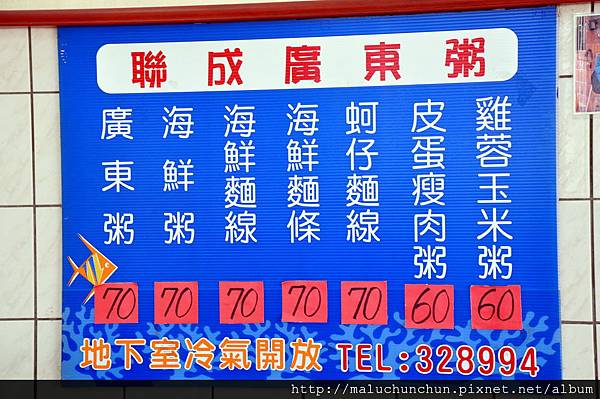 聯成廣東粥
廣東粥 70
海鮮粥 70
海鮮麵線 70
海鮮麵條 70
蚵仔麵線 70
皮蛋瘦肉粥 60
雞蓉玉米粥 60
地下室冷氣開放 TEL:328994
http://maluchunchun.pixnet.net/album